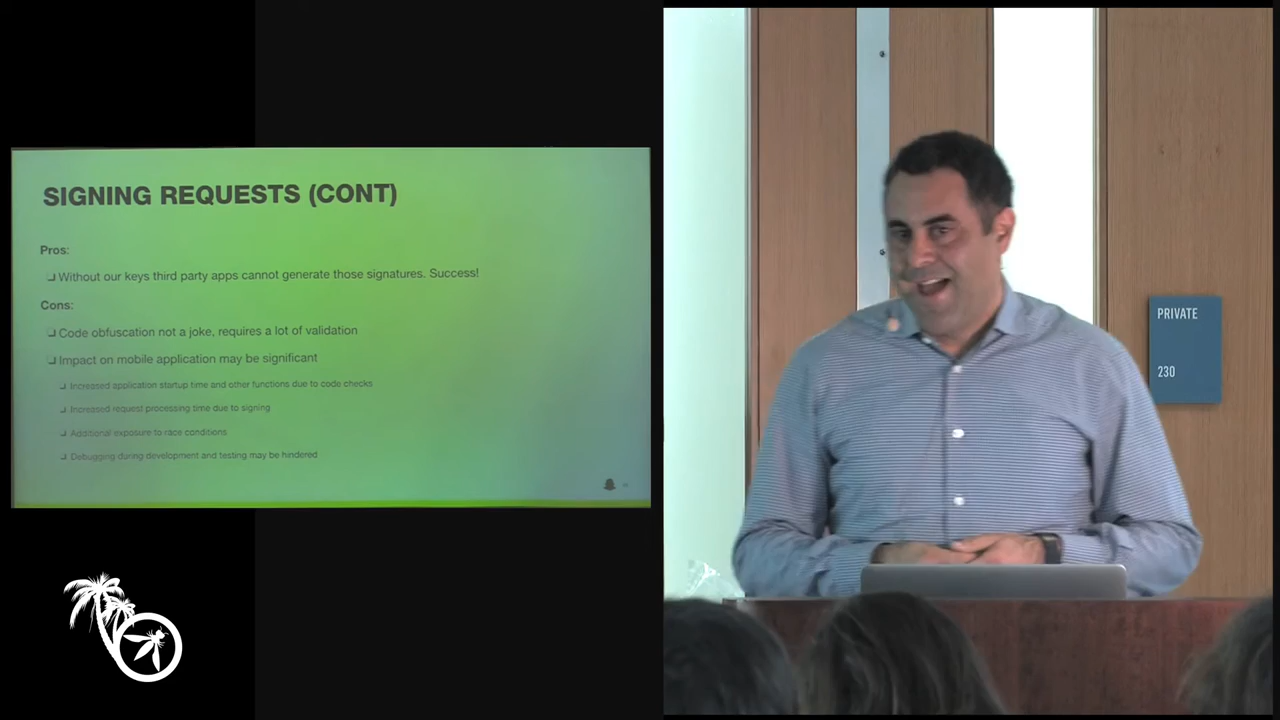 SIGNING REQUESTS (CONT)
Pros:
Without our keys third party apps cannot generate those signatures. Success!
Cons:
Code obfuscation not a joke, requires a lot of validation
Impact on mobile application may be significant
Increased application startup time and other functions due to code checks
Increased request processing time due to signing
Additional exposure to race conditions
Debugging during development and testing may be hindered
PRIVATE
230